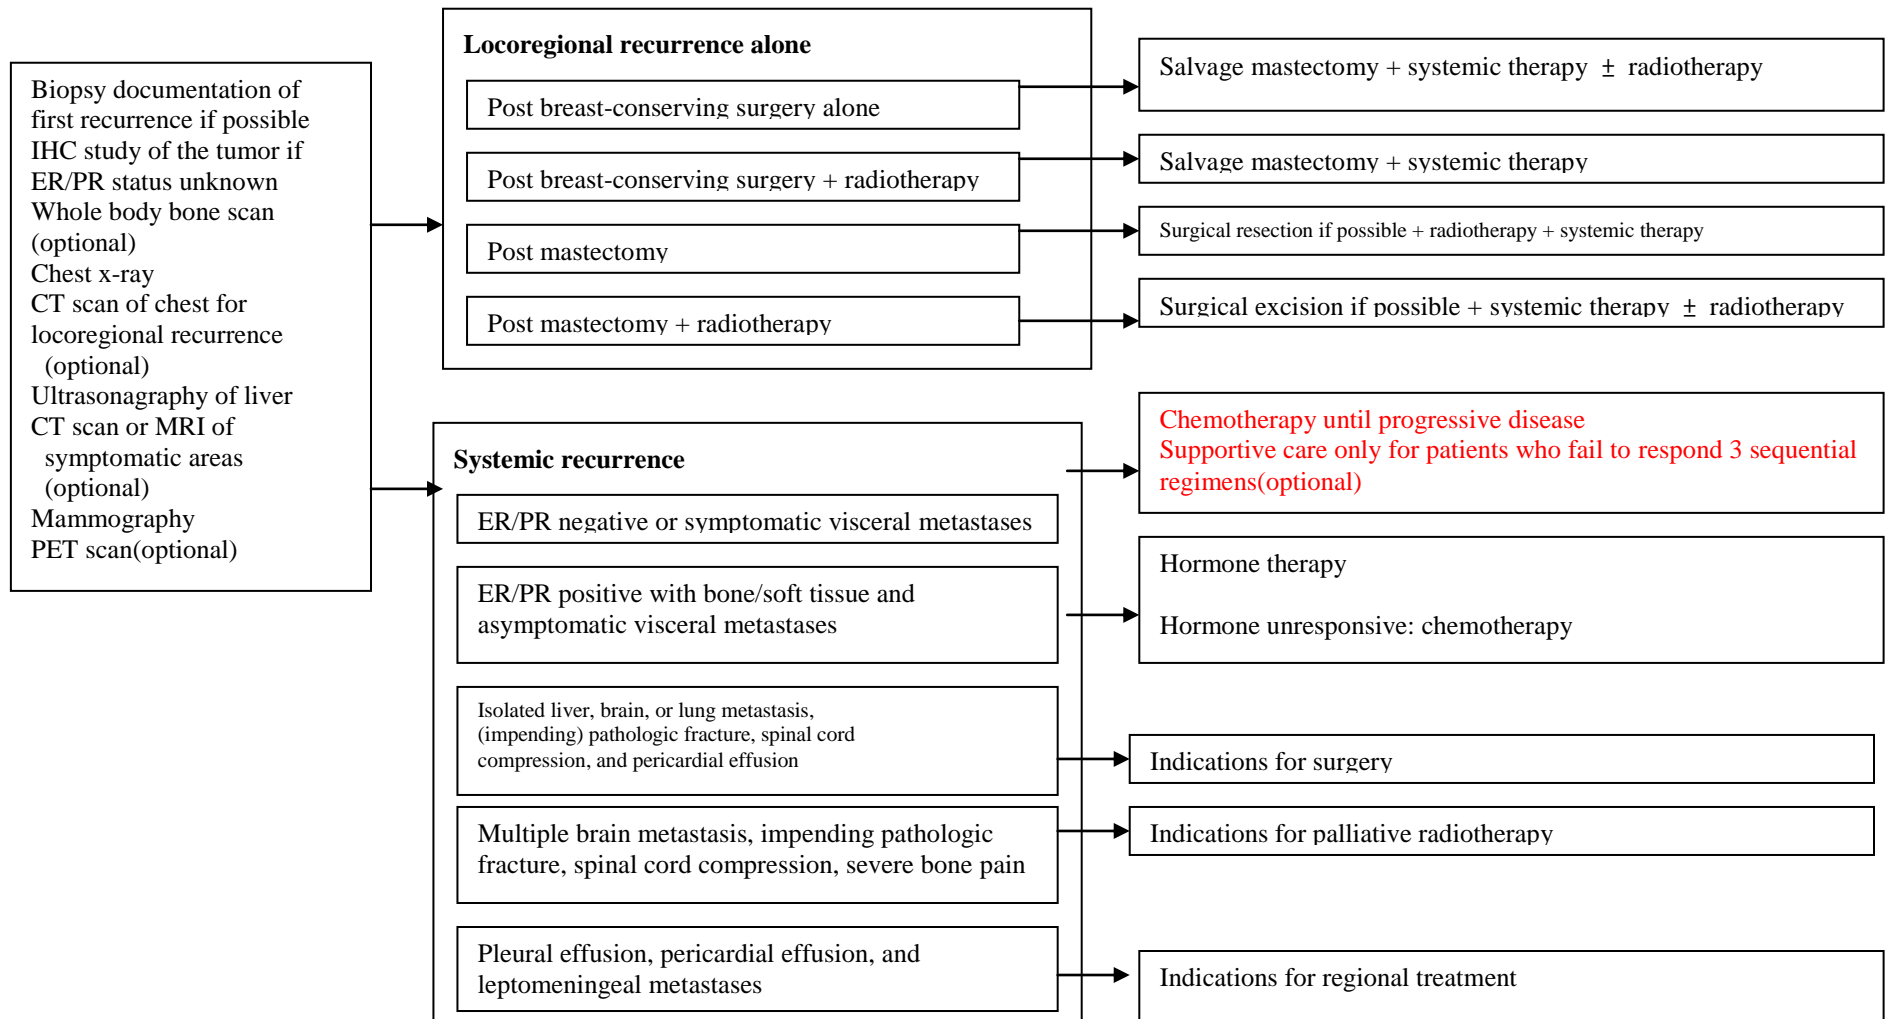 Biopsy documentation of
first recurrence if possible
IHC study of the tumor if
ER/PR status unknown
Whole body bone scan
(optional)
Chest x-ray
CT scan of chest for
locoregional recurrence
(optional)
Ultrasonagraphy of liver
CT scan or MRI of
symptomatic areas
(optional)
Mammography
PET scan(optional)
Locoregional recurrence alone
Post breast-conserving surgery alone
Salvage mastectomy + systemic therapy ± radiotherapy
Post breast-conserving surgery + radiotherapy
Salvage mastectomy + systemic therapy
Post mastectomy
Surgical resection if possible + radiotherapy + systemic therapy
Post mastectomy + radiotherapy
Surgical excision if possible + systemic therapy ± radiotherapy
Systemic recurrence
ER/PR negative or symptomatic visceral metastases
Chemotherapy until progressive disease
Supportive care only for patients who fail to respond 3 sequential
regimens(optional)
ER/PR positive with bone/soft tissue and
asymptomatic visceral metastases
Hormone therapy
Hormone unresponsive: chemotherapy
Isolated liver, brain, or lung metastasis,
(impending) pathologic fracture, spinal cord
compression, and pericardial effusion
Indications for surgery
Multiple brain metastasis, impending pathologic
fracture, spinal cord compression, severe bone pain
Indications for palliative radiotherapy
Pleural effusion, pericardial effusion, and
leptomeningeal metastases
Indications for regional treatment